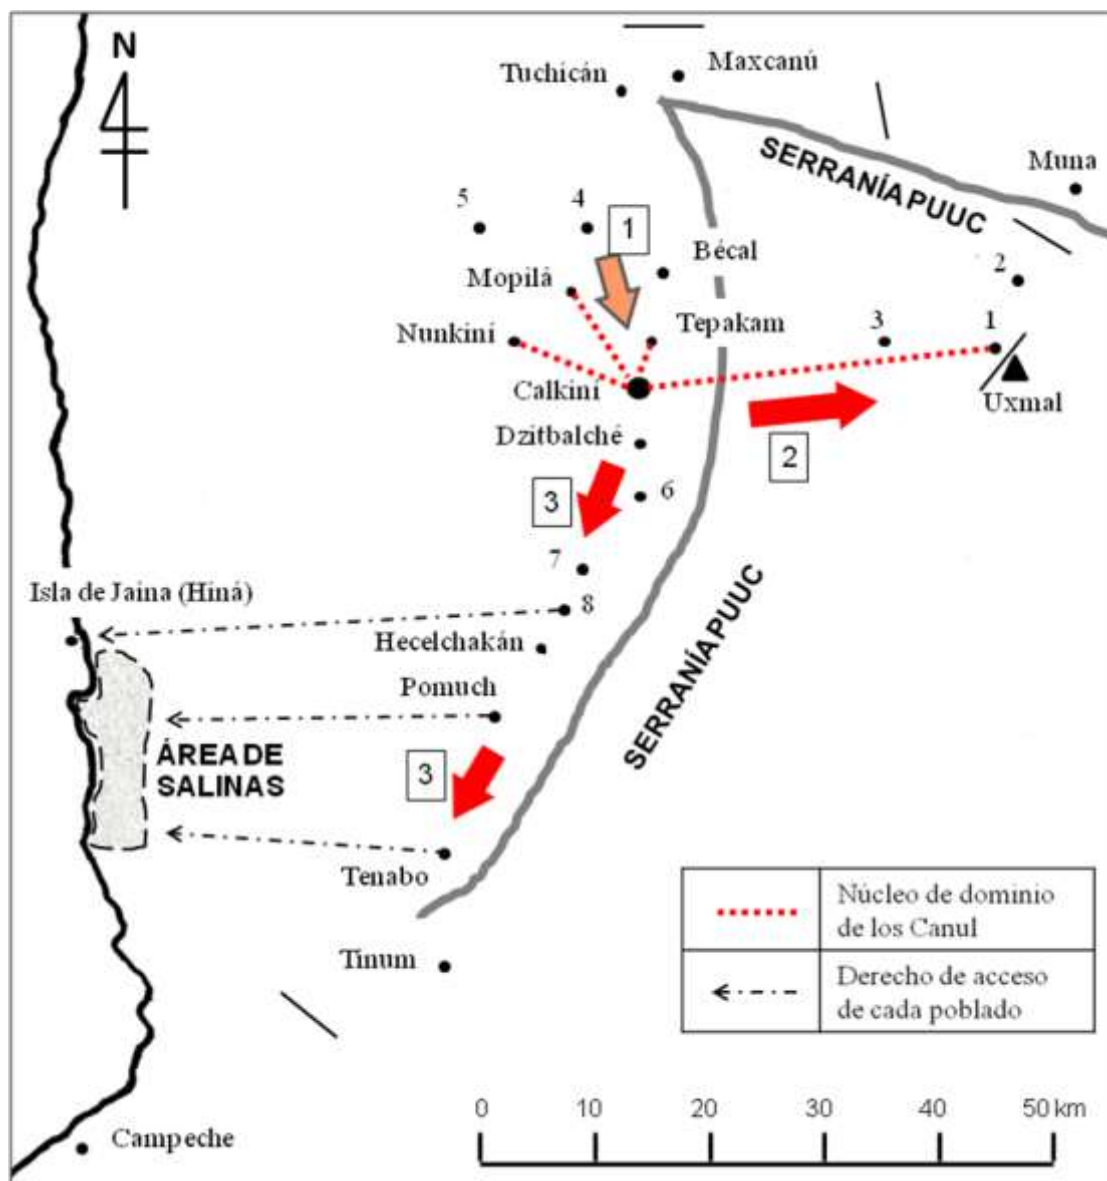 N
Tuchicán
Maxcanú
SERRANÍA PUUC
Muna
5
4
1
Bécal
2
Mopilá
Nunkiní
Tepakam
3
1
Calkiní
Uxmal
Dzitbalché
2
3
6
7
Isla de Jaina (Hiná)
8
SERRANÍA PUUC
Hecelchakán
Pomuch
ÁREA DE
SALINAS
3
Tenabo
Tinum
Núcleo de dominio
de los Canul
Derecho de acceso
de cada poblado
Campeche
0 10 20 30 40 50 km